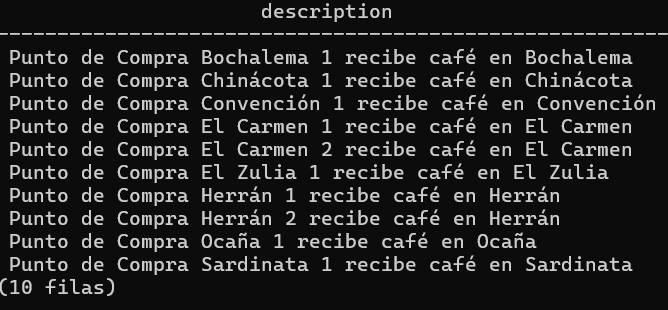 description
---------------------------------------------------------
Punto de Compra Bochalema 1 recibe café en Bochalema
Punto de Compra Chinácota 1 recibe café en Chinácota
Punto de Compra Convención 1 recibe café en Convención
Punto de Compra El Carmen 1 recibe café en El Carmen
Punto de Compra El Carmen 2 recibe café en El Carmen
Punto de Compra El Zulia 1 recibe café en El Zulia
Punto de Compra Herrán 1 recibe café en Herrán
Punto de Compra Herrán 2 recibe café en Herrán
Punto de Compra Ocaña 1 recibe café en Ocaña
Punto de Compra Sardinata 1 recibe café en Sardinata
(10 filas)